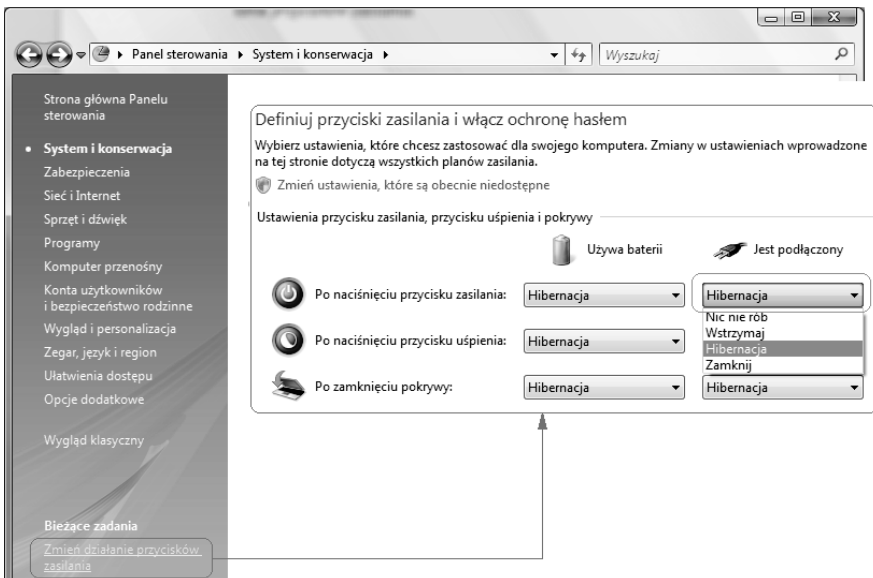 Panel sterowania System i konserwacja
Wyszukaj
Strona główna Panelu
sterowania
System i konserwacja
Zabezpieczenia
Sieć i Internet
Sprzęt i dźwięk
Programy
Komputer przenośny
Konta użytkowników
i bezpieczeństwo rodzinne
Wygląd i personalizacja
Zegar, język i region
Ułatwienia dostępu
Opcje dodatkowe
Wygląd klasyczny
Bieżące zadania
Zmień działanie przycisków
zasilania
Definiuj przyciski zasilania i włącz ochronę hasłem
Wybierz ustawienia, które chcesz zastosować dla swojego komputera. Zmiany w ustawieniach wprowadzone
na tej stronie dotyczą wszystkich planów zasilania.
Zmień ustawienia, które są obecnie niedostępne
Ustawienia przycisku zasilania, przycisku uśpienia i pokrywy
Używa baterii Jest podłączony
Po naciśnięciu przycisku zasilania: Hibernacja Hibernacja
Nic nie rób
Wstrzymaj
Hibernacja
Zamknij
Po naciśnięciu przycisku uśpienia: Hibernacja
Po zamknięciu pokrywy: Hibernacja Hibernacja